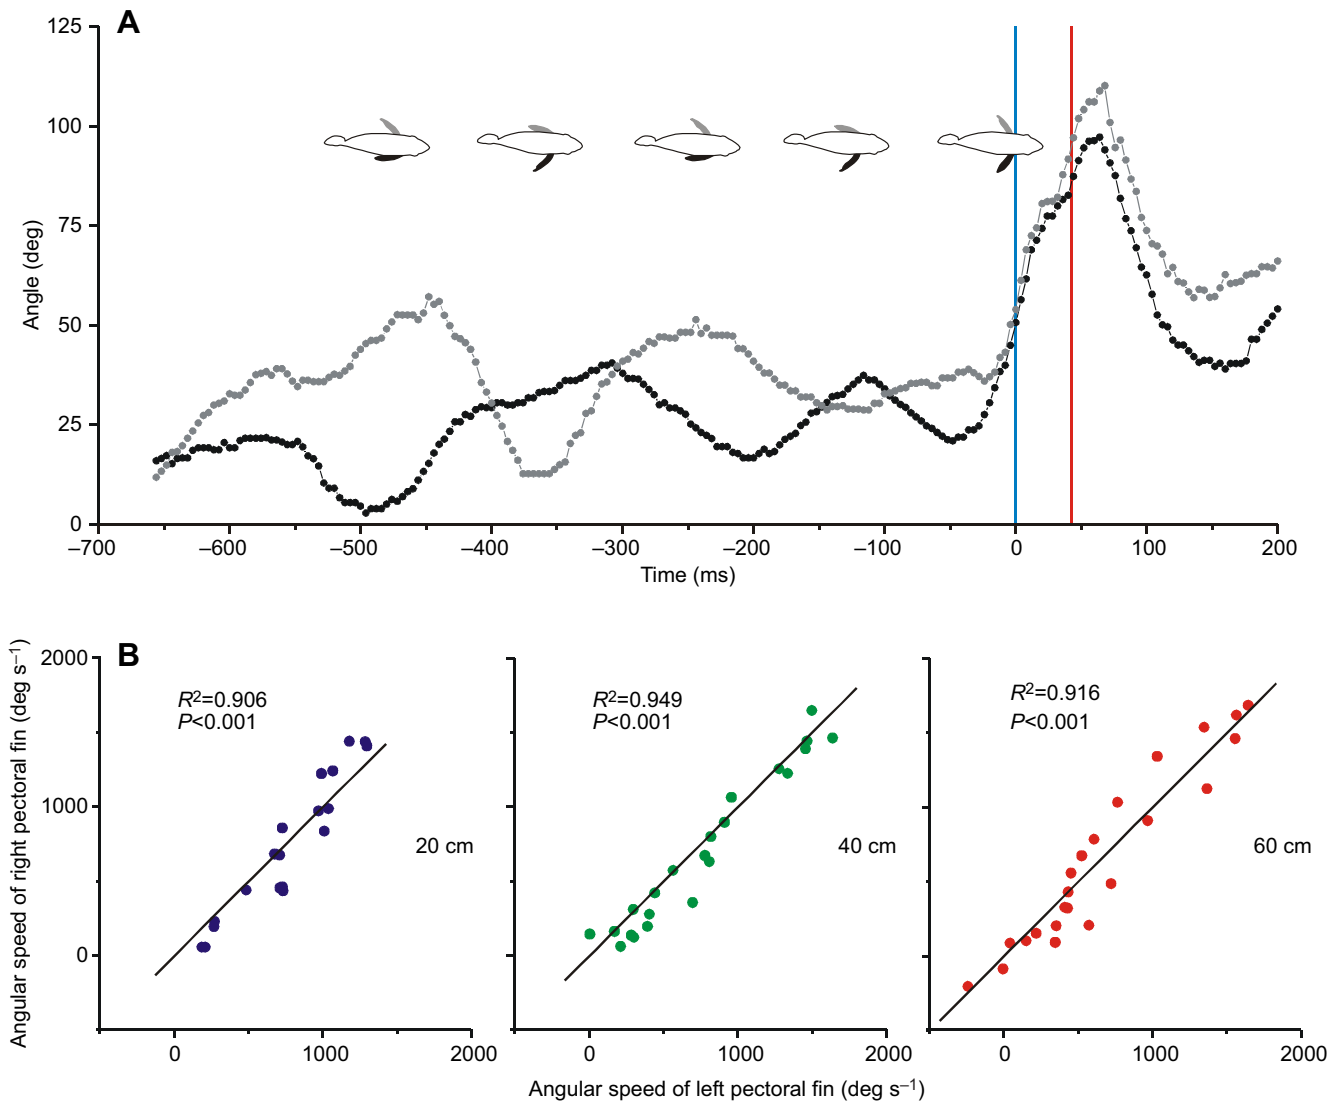 A
125
100
75
50
25
0
Angle (deg)
–700 –600 –500 –400 –300 –200 –100 0 100 200
Time (ms)
B
2000
1000
0
Angular speed of right pectoral fin (deg s–1)
R2=0.906
P<0.001
20 cm
R2=0.949
P<0.001
40 cm
R2=0.916
P<0.001
60 cm
0 1000 2000 0 1000 2000 0 1000 2000
Angular speed of left pectoral fin (deg s–1)